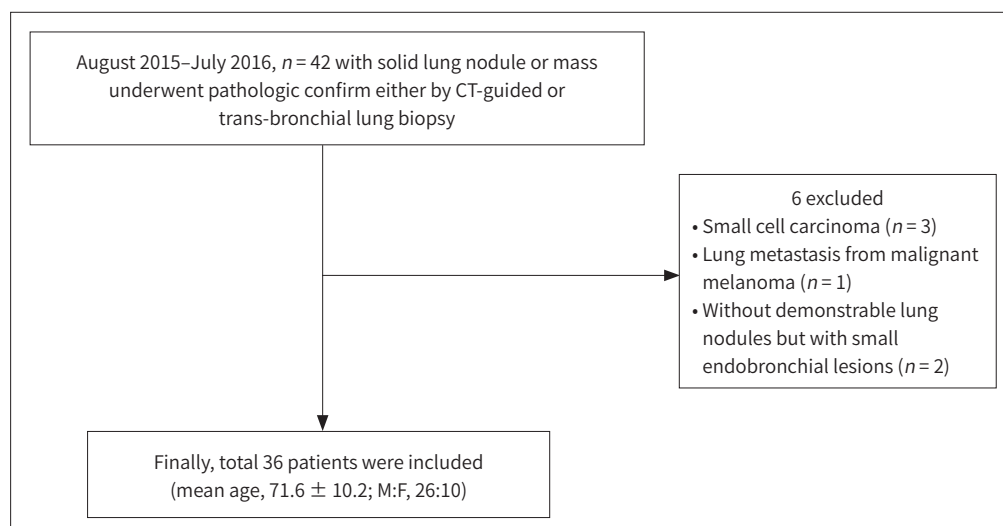 August 2015–July 2016, n = 42 with solid lung nodule or mass
underwent pathologic confirm either by CT-guided or
trans-bronchial lung biopsy
6 excluded
• Small cell carcinoma (n = 3)
• Lung metastasis from malignant
melanoma (n = 1)
• Without demonstrable lung
nodules but with small
endobronchial lesions (n = 2)
Finally, total 36 patients were included
(mean age, 71.6 ± 10.2; M:F, 26:10)